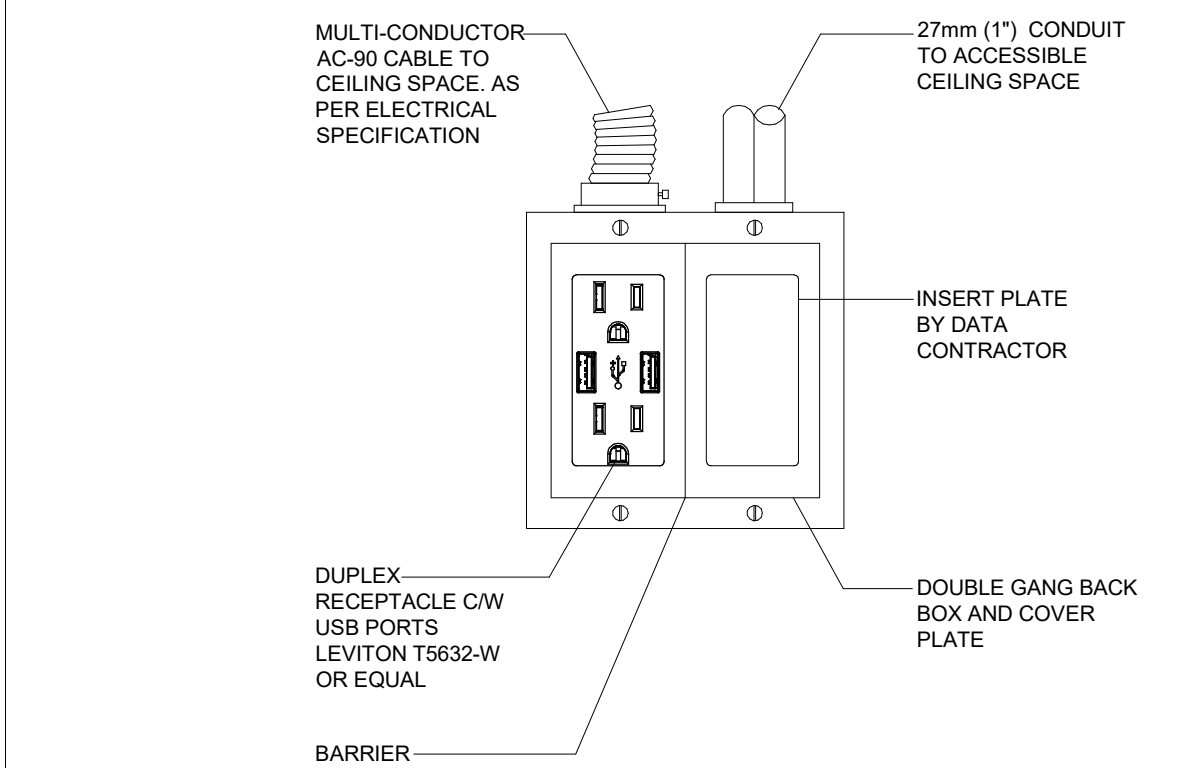 MULTI-CONDUCTOR
AC-90 CABLE TO
CEILING SPACE. AS
PER ELECTRICAL
SPECIFICATION
27mm (1") CONDUIT
TO ACCESSIBLE
CEILING SPACE
INSERT PLATE
BY DATA
CONTRACTOR
DUPLEX
RECEPTACLE C/W
USB PORTS
LEVITON T5632-W
OR EQUAL
DOUBLE GANG BACK
BOX AND COVER
PLATE
BARRIER